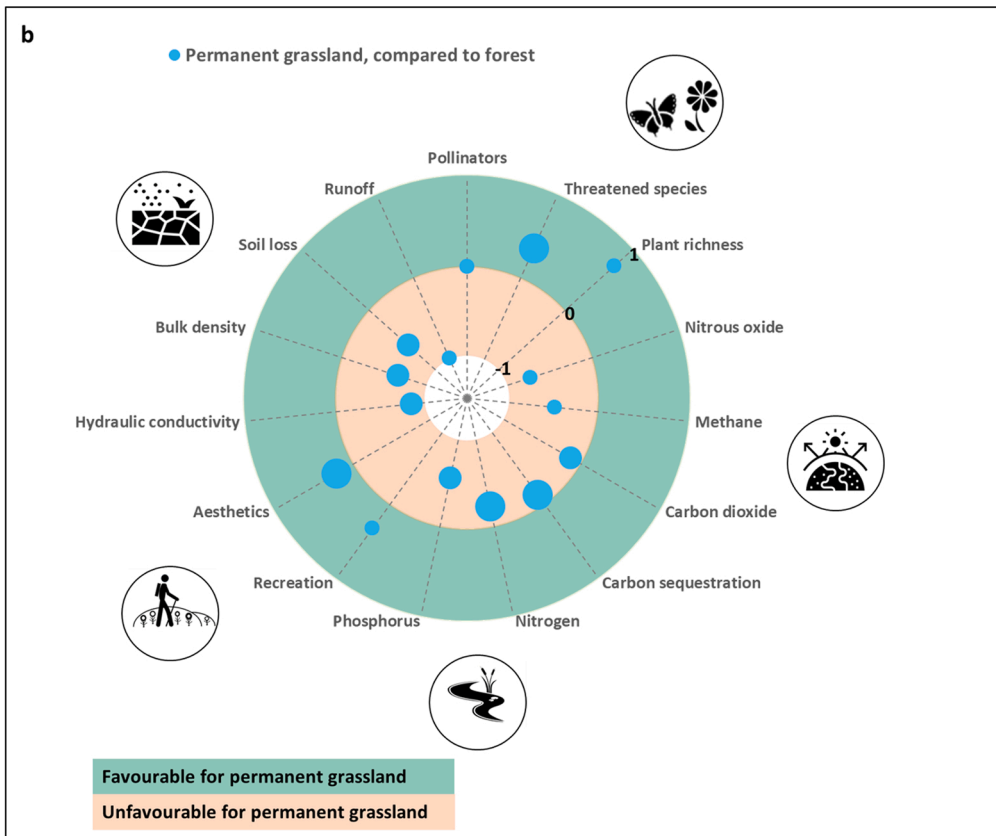 b
Permanent grassland, compared to forest
Pollinators
Runoff
Threatened species
Soil loss
Plant richness
1
0
Bulk density
Nitrous oxide
-1
Hydraulic conductivity
Methane
Aesthetics
Carbon dioxide
Recreation
Carbon sequestration
Phosphorus
Nitrogen
Favourable for permanent grassland
Unfavourable for permanent grassland